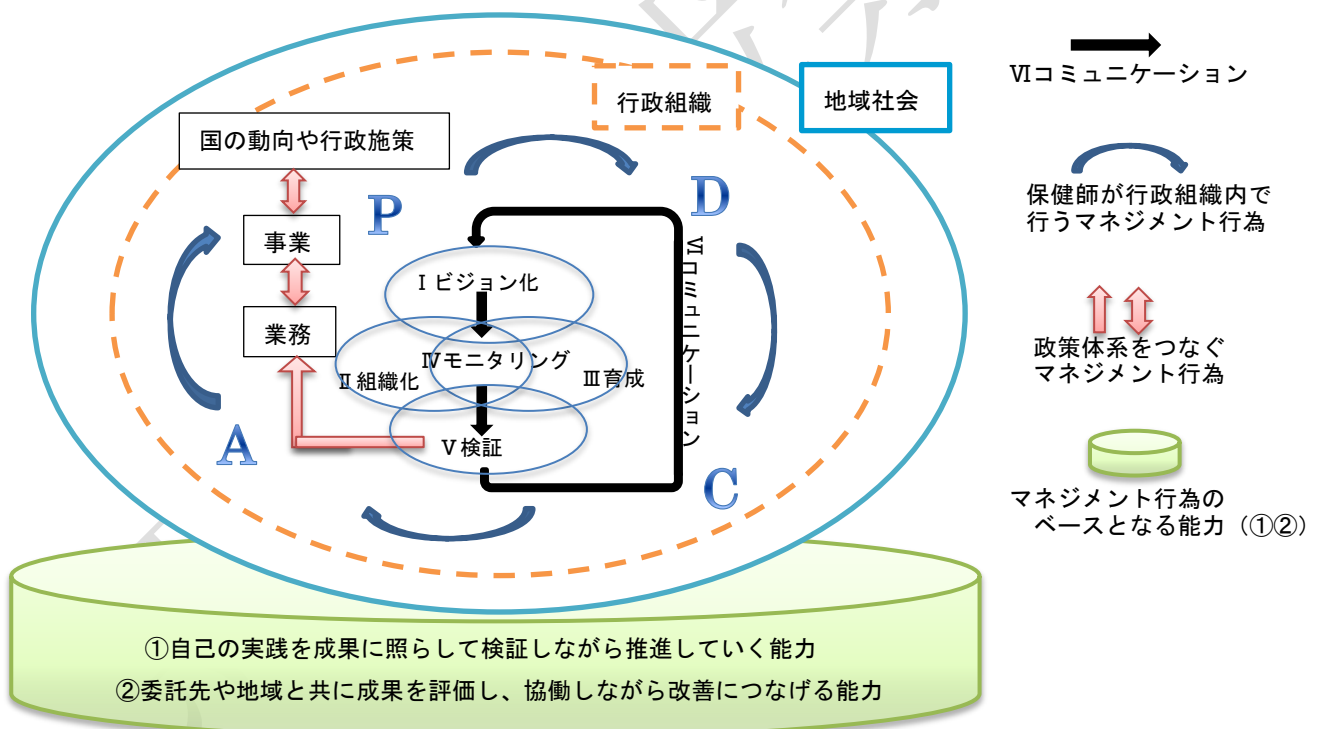 行政組織
地域社会
国の動向や行政施策
事業
業務
P
D
C
A
Ⅰビジョン化
Ⅱ組織化
Ⅳモニタリング
Ⅲ育成
Ⅴ検証
Ⅵコミュニケーション
①自己の実践を成果に照らして検証しながら推進していく能力
②委託先や地域と共に成果を評価し、協働しながら改善につなげる能力
Ⅵコミュニケーション
保健師が行政組織内で
行うマネジメント行為
政策体系をつなぐ
マネジメント行為
マネジメント行為の
ベースとなる能力（①②）